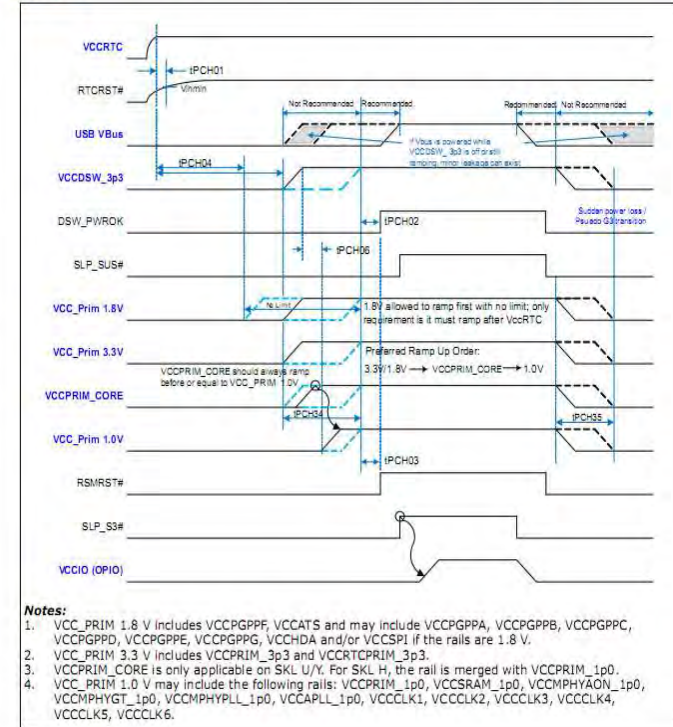 VCCRTC
tPCH01
RTCRST#
Vihmin
Not Recommended
Recommended
Recommended
Not Recommended
USB VBus
If Vbus is powered while
VCCDSW_3p3 is off or still
ramping, minor leakage can exist
tPCH04
VCCDSW_3p3
DSW_PWROK
tPCH02
Sudden power loss /
Psuado G3 transition
tPCH06
SLP_SUS#
VCC_Prim 1.8V
No Limit
1.8V allowed to ramp first with no limit; only
requirement is it must ramp after VccRTC
VCC_Prim 3.3V
Preferred Ramp Up Order:
3.3V/1.8V → VCCPRIM_CORE → 1.0V
VCCPRIM_CORE should always ramp
before or equal to VCC_PRIM 1.0V
VCCPRIM_CORE
tPCH34
tPCH35
VCC_Prim 1.0V
tPCH03
RSMRST#
SLP_S3#
VCCIO (OPIO)
Notes:
1. VCC_PRIM 1.8 V includes VCCPGPPF, VCCATS and may include VCCPGPPA, VCCPGPPB, VCCPGPPC,
VCCPGPPD, VCCPGPPE, VCCPGPPG, VCCHDA and/or VCCSPI if the rails are 1.8 V.
2. VCC_PRIM 3.3 V includes VCCPRIM_3p3 and VCCRTCPRIM_3p3.
3. VCCPRIM_CORE is only applicable on SKL U/Y. For SKL H, the rail is merged with VCCPRIM_1p0.
4. VCC_PRIM 1.0 V may include the following rails: VCCPRIM_1p0, VCCSRAM_1p0, VCCMPHYAON_1p0,
VCCMPHYGT_1p0, VCCMPHYPLL_1p0, VCCAPLL_1p0, VCCCLK1, VCCCLK2, VCCCLK3, VCCCLK4,
VCCCLK5, VCCCLK6.